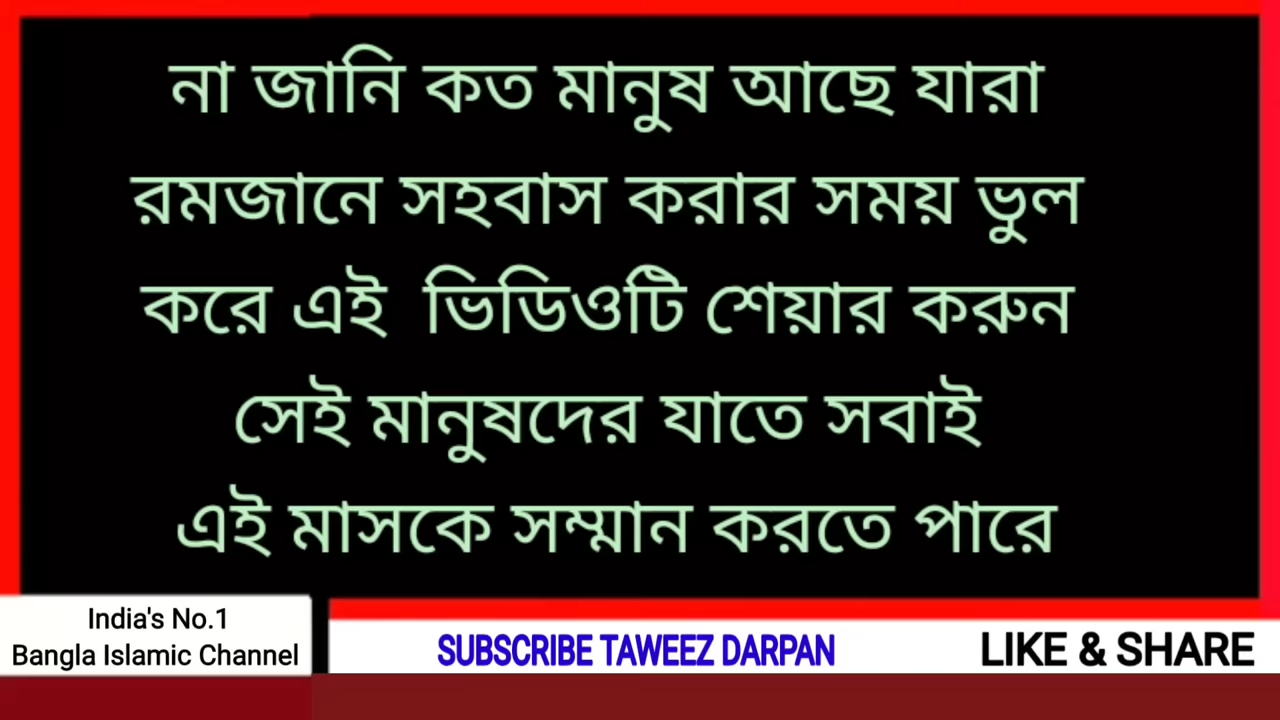 না জানি কত মানুষ আছে যারা
রমজানে সহবাস করার সময় ভুল
করে এই ভিডিওটি শেয়ার করুন
সেই মানুষদের যাতে সবাই
এই মাসকে সম্মান করতে পারে
India's No.1
Bangla Islamic Channel
SUBSCRIBE TAWEEZ DARPAN
LIKE & SHARE